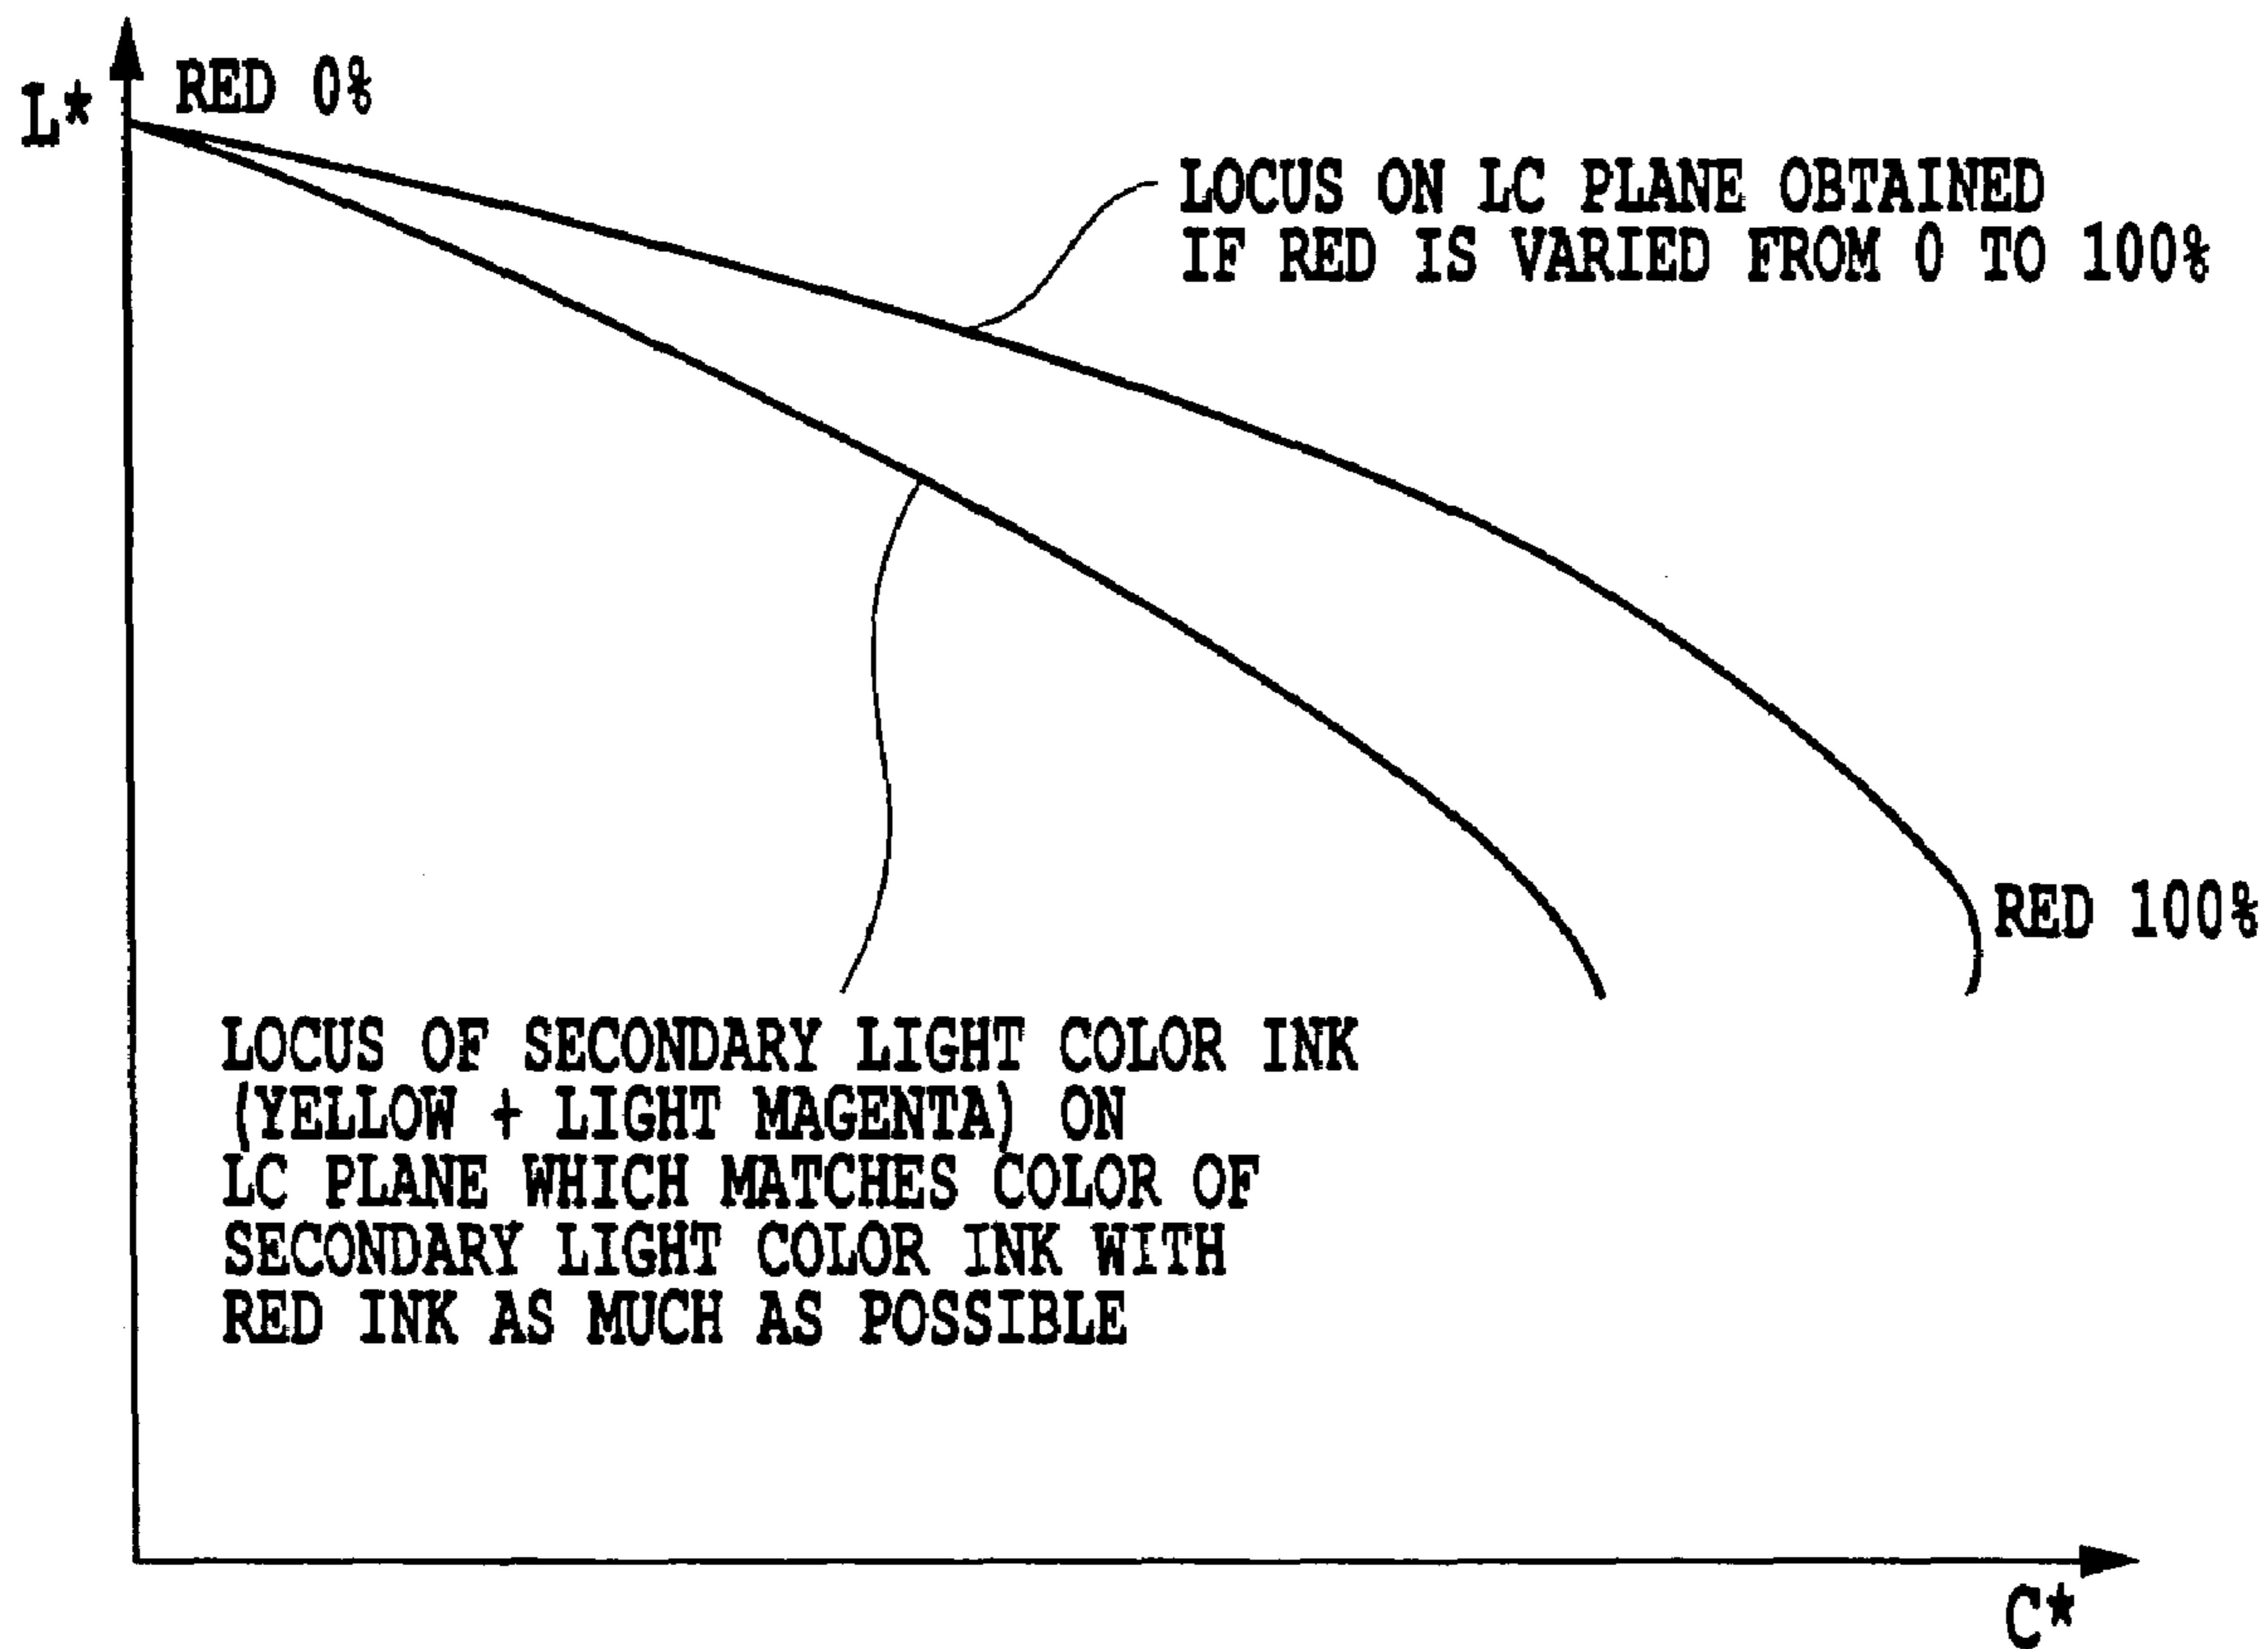 L*
RED 0%
LOCUS ON LC PLANE OBTAINED
IF RED IS VARIED FROM 0 TO 100%
RED 100%
LOCUS OF SECONDARY LIGHT COLOR INK
(YELLOW + LIGHT MAGENTA) ON
LC PLANE WHICH MATCHES COLOR OF
SECONDARY LIGHT COLOR INK WITH
RED INK AS MUCH AS POSSIBLE
C*